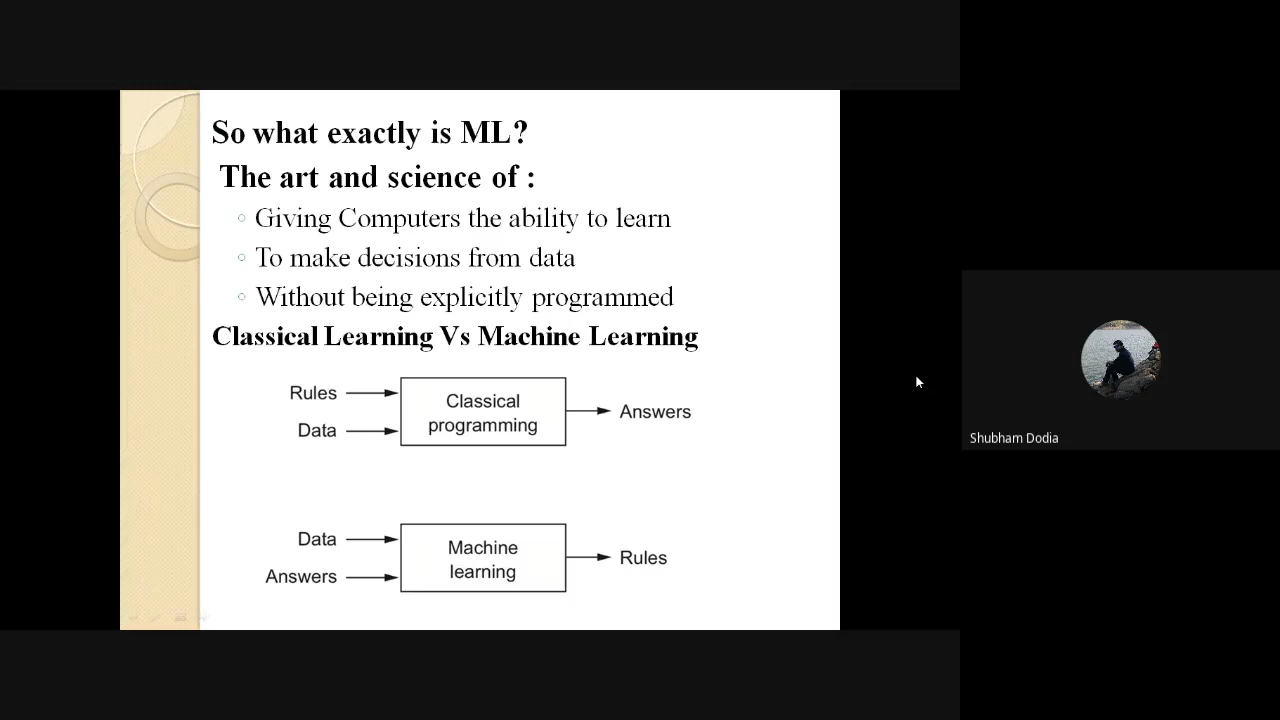 So what exactly is ML?
The art and science of :
Giving Computers the ability to learn
To make decisions from data
Without being explicitly programmed
Classical Learning Vs Machine Learning
Rules
Data
Classical
programming
Answers
Data
Answers
Machine
learning
Rules
Shubham Dodia